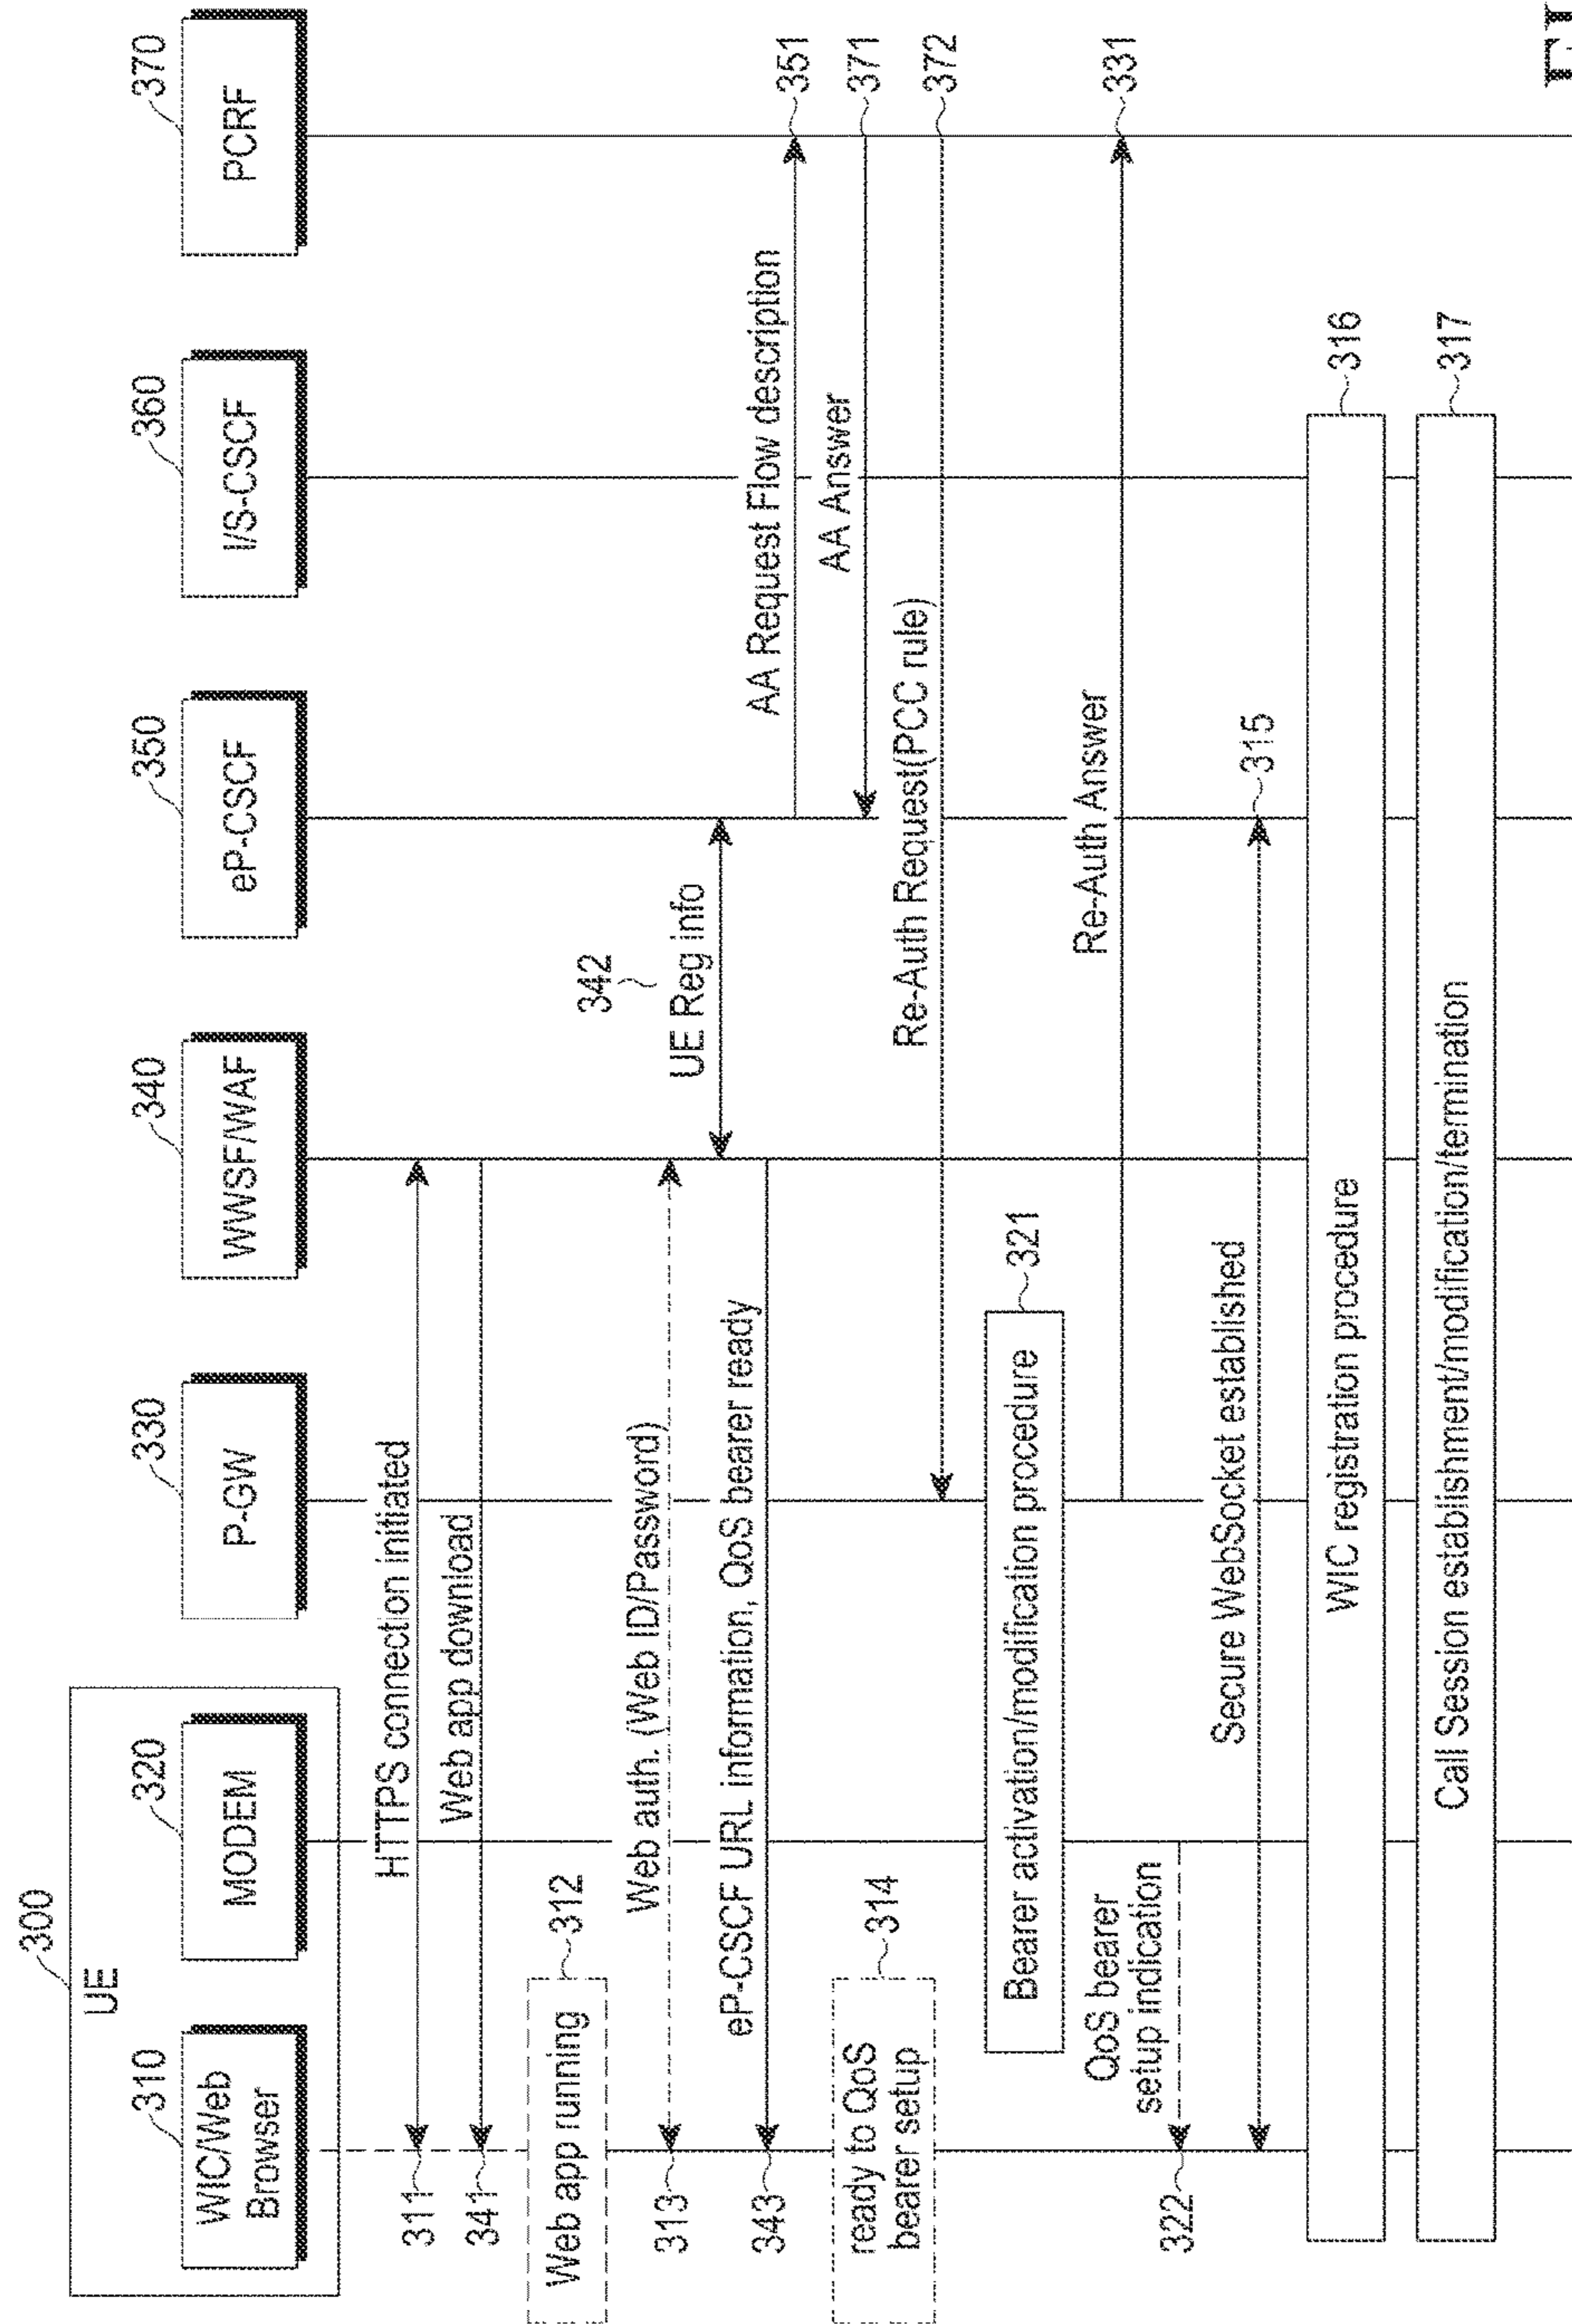 300
UE
310
WIC/Web
Browser
320
MODEM
330
P-GW
340
WWSF/WAF
350
eP-CSCF
360
I/S-CSCF
370
PCRF
HTTPS connection initiated
311
Web app download
341
Web app running
312
Web auth. (Web ID/Password)
313
342
UE Reg info
eP-CSCF URL information, QoS bearer ready
343
AA Request Flow description
351
ready to QoS
bearer setup
314
AA Answer
371
Re-Auth Request(PCC rule)
372
Bearer activation/modification procedure
321
Re-Auth Answer
331
QoS bearer
setup indication
322
Secure WebSocket established
315
WIC registration procedure
316
Call Session establishment/modification/termination
317